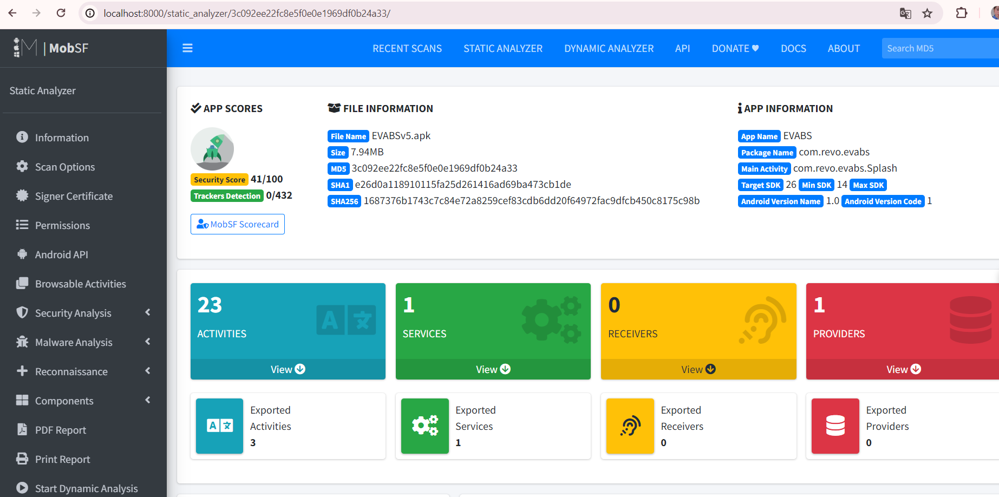 localhost:8000/static_analyzer/3c092ee22fc8e5f0e0e1969df0b24a33/
| MobSF
RECENT SCANS STATIC ANALYZER DYNAMIC ANALYZER API DONATE ♥ DOCS ABOUT Search MD5
Static Analyzer
Information
Scan Options
Signer Certificate
Permissions
Android API
Browsable Activities
Security Analysis
Malware Analysis
Reconnaissance
Components
PDF Report
Print Report
Start Dynamic Analysis
APP SCORES
Security Score 41/100
Trackers Detection 0/432
MobSF Scorecard
FILE INFORMATION
File Name EVABSv5.apk
Size 7.94MB
MD5 3c092ee22fc8e5f0e0e1969df0b24a33
SHA1 e26d0a118910115fa25d261416ad69ba473cb1de
SHA256 1687376b1743c7c84e72a8259cef83cdb6dd20f64972fac9dfcb450c8175c98b
APP INFORMATION
App Name EVABS
Package Name com.revo.evabs
Main Activity com.revo.evabs.Splash
Target SDK 26 Min SDK 14 Max SDK
Android Version Name 1.0 Android Version Code 1
23
ACTIVITIES
View
1
SERVICES
View
0
RECEIVERS
View
1
PROVIDERS
View
Exported
Activities
3
Exported
Services
1
Exported
Receivers
0
Exported
Providers
0